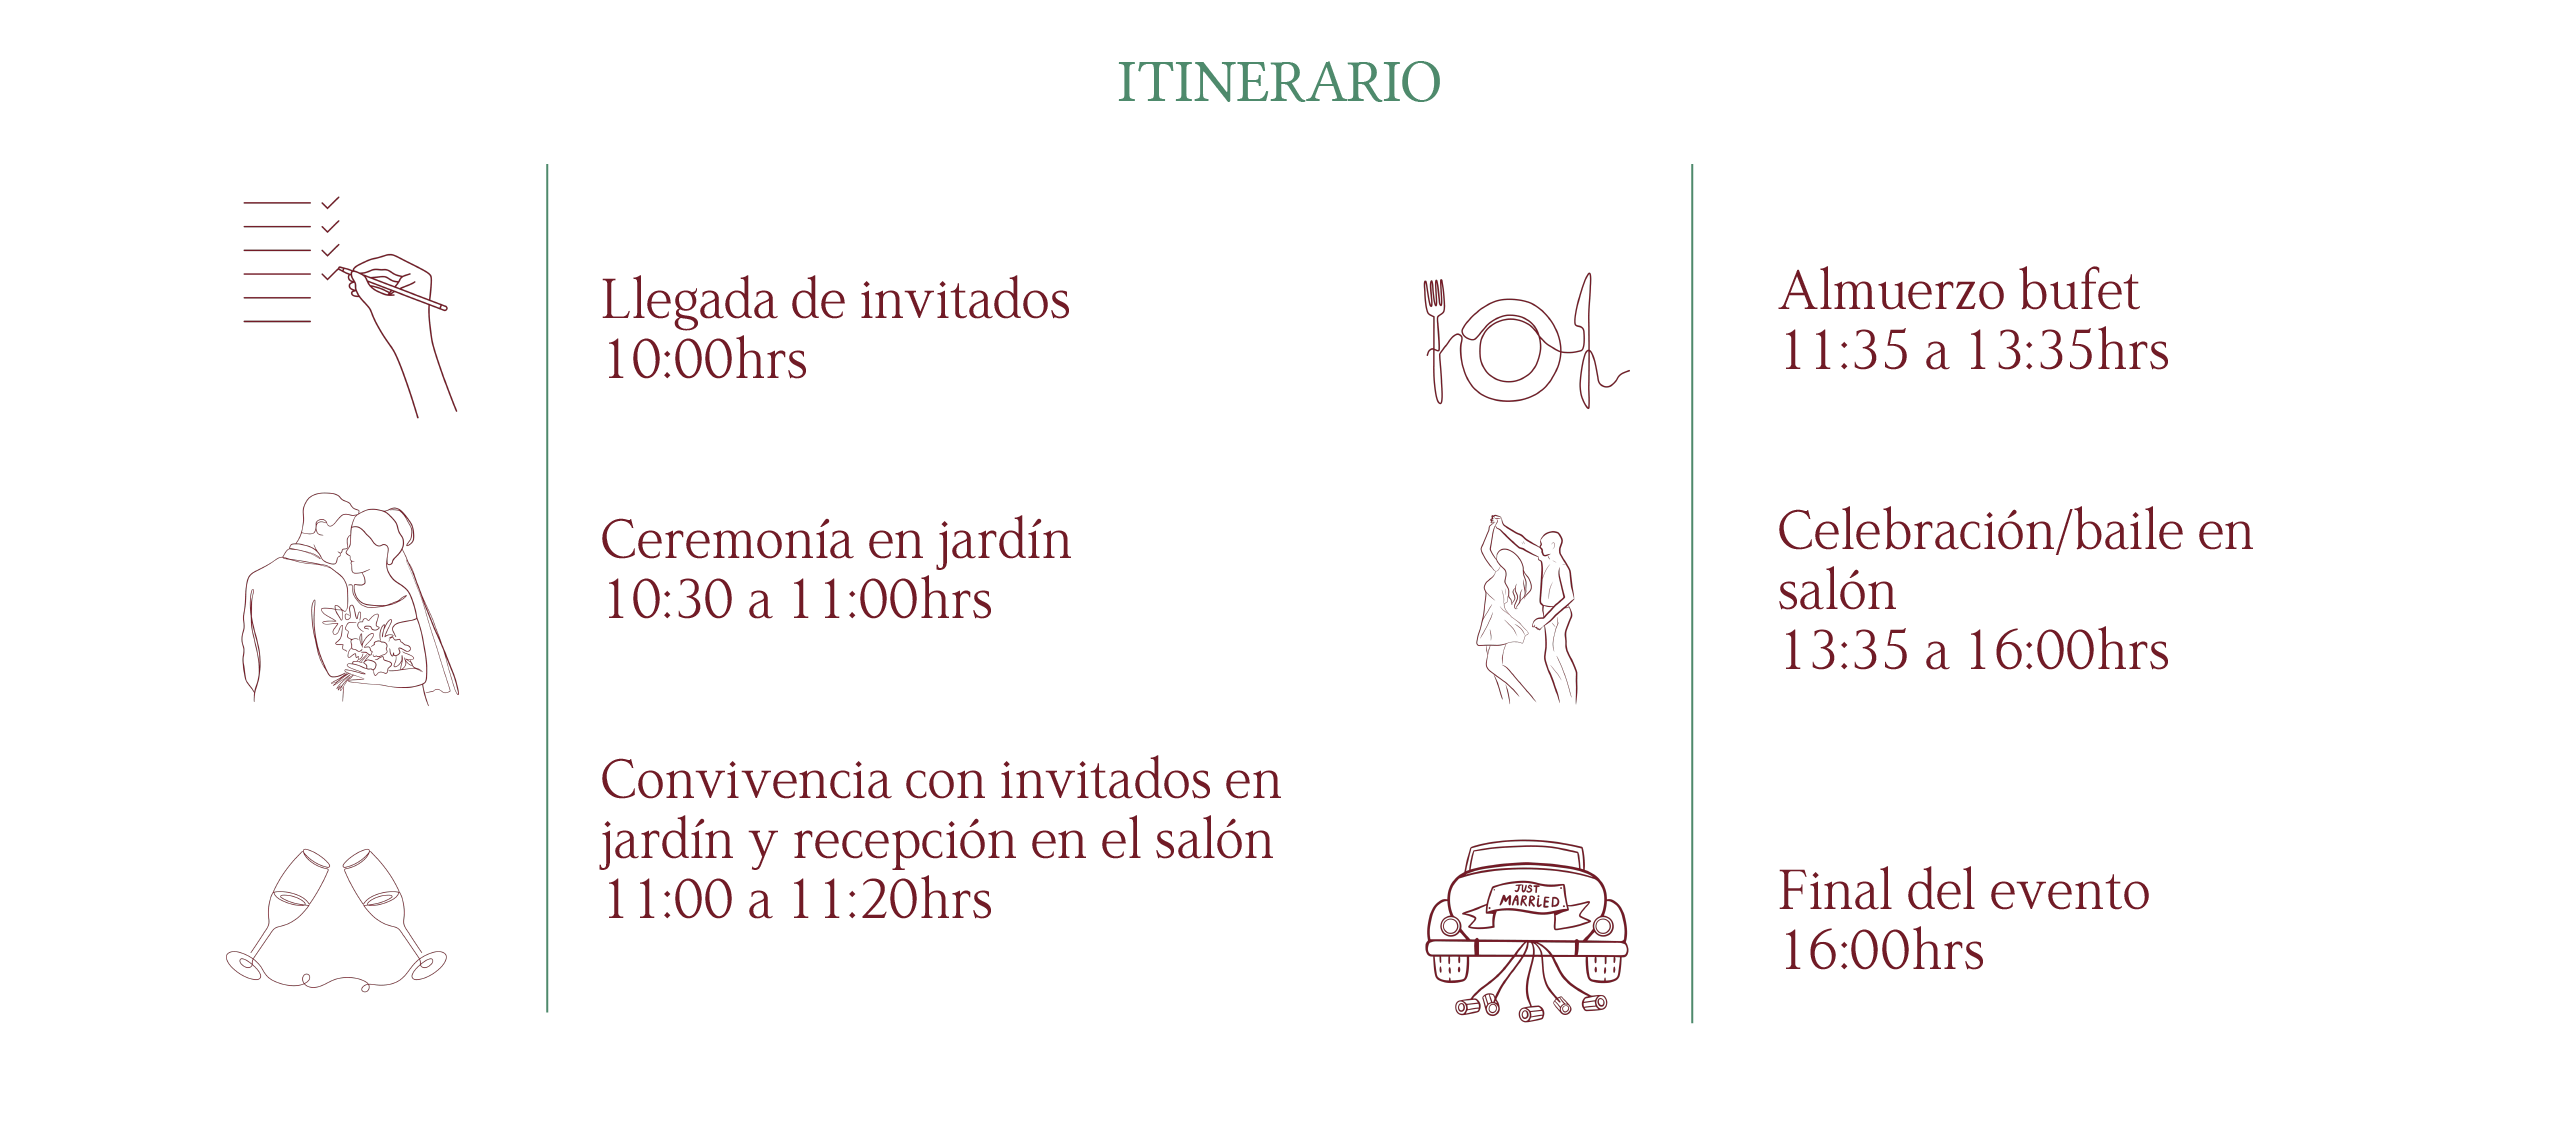 ITINERARIO
Llegada de invitados
10:00hrs
Ceremonía en jardín
10:30 a 11:00hrs
Convivencia con invitados en
jardín y recepción en el salón
11:00 a 11:20hrs
Almuerzo bufet
11:35 a 13:35hrs
Celebración/baile en
salón
13:35 a 16:00hrs
JUST
MARRiED
Final del evento
16:00hrs